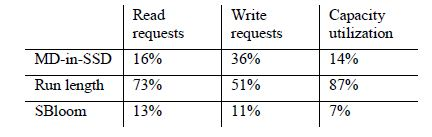 Read requests Write requests Capacity utilization
MD-in-SSD 16% 36% 14%
Run length 73% 51% 87%
SBloom 13% 11% 7%